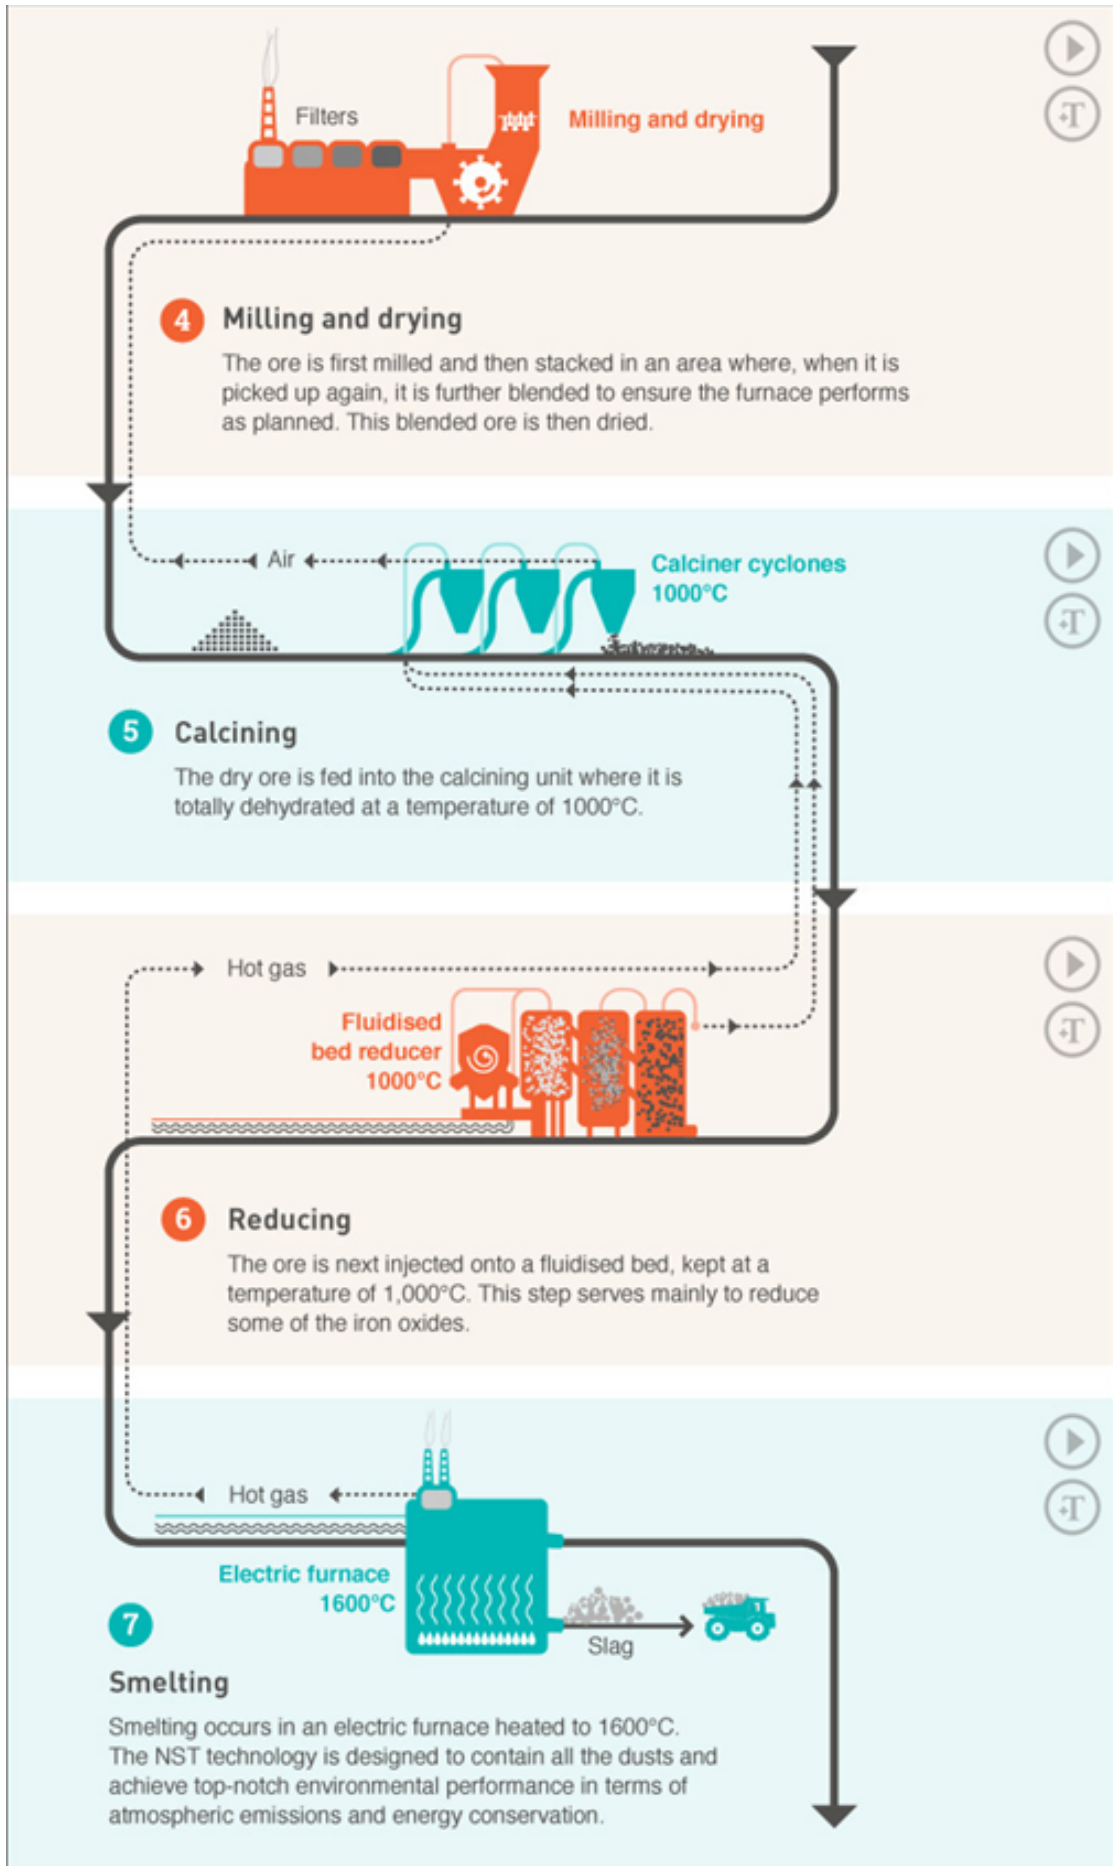 Filters
Milling and drying
+T
4 Milling and drying
The ore is first milled and then stacked in an area where, when it is
picked up again, it is further blended to ensure the furnace performs
as planned. This blended ore is then dried.
Air
Calciner cyclones
1000°C
+T
5 Calcining
The dry ore is fed into the calcining unit where it is
totally dehydrated at a temperature of 1000°C.
Hot gas
Fluidised
bed reducer
1000°C
+T
6 Reducing
The ore is next injected onto a fluidised bed, kept at a
temperature of 1,000°C. This step serves mainly to reduce
some of the iron oxides.
Hot gas
+T
Electric furnace
1600°C
Slag
7
Smelting
Smelting occurs in an electric furnace heated to 1600°C.
The NST technology is designed to contain all the dusts and
achieve top-notch environmental performance in terms of
atmospheric emissions and energy conservation.